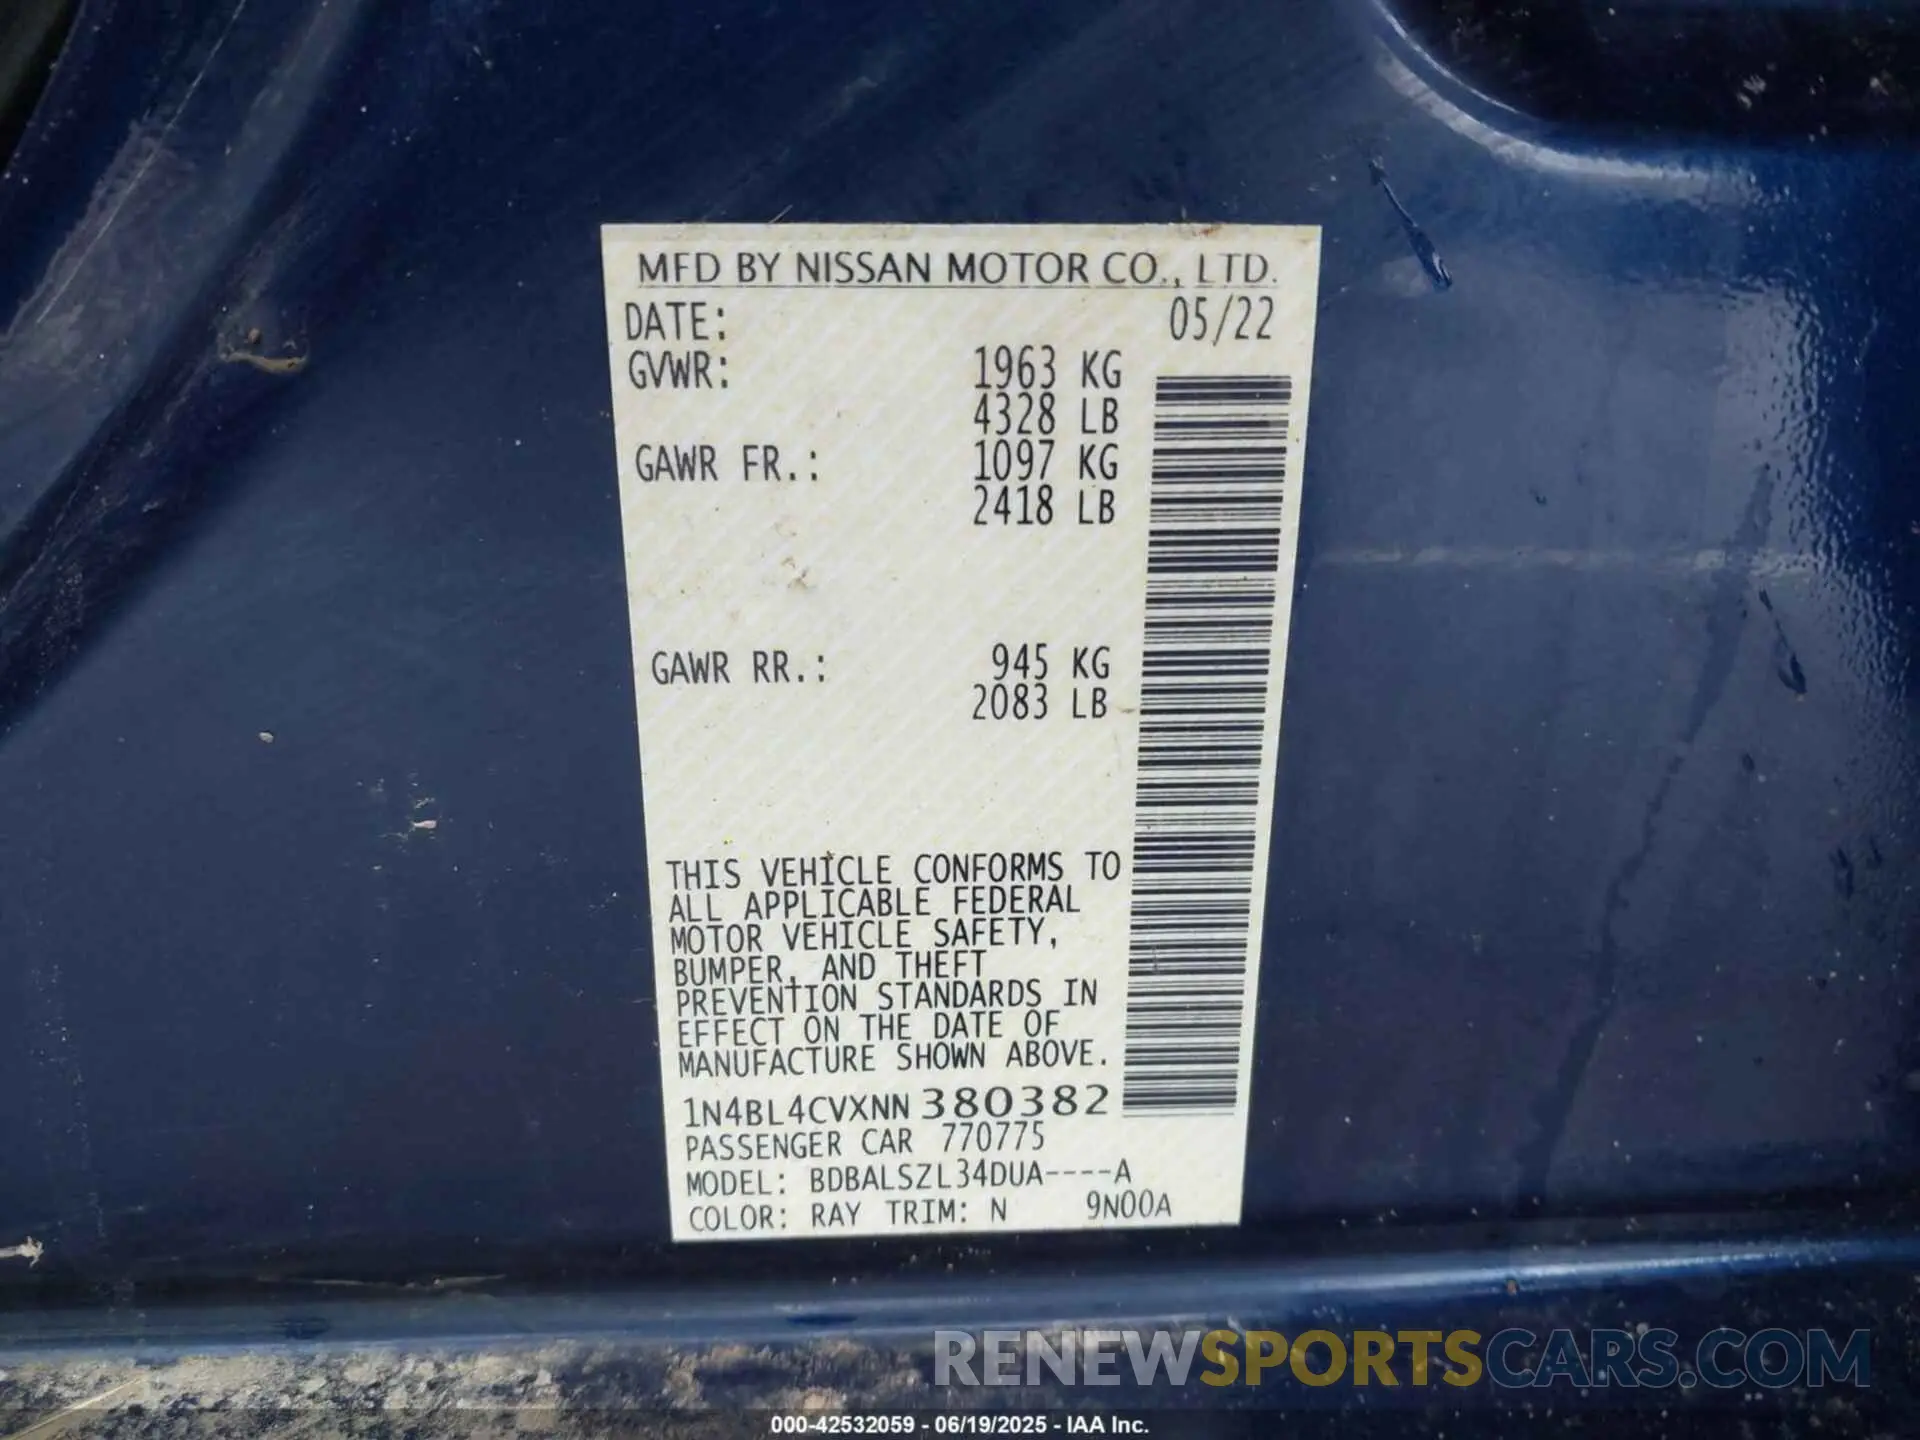 MFD BY NISSAN MOTOR CO., LTD.
DATE: 05/22
GVWR: 1963 KG
4328 LB
GAWR FR.: 1097 KG
2418 LB
GAWR RR.: 945 KG
2083 LB
THIS VEHICLE CONFORMS TO
ALL APPLICABLE FEDERAL
MOTOR VEHICLE SAFETY,
BUMPER, AND THEFT
PREVENTION STANDARDS IN
EFFECT ON THE DATE OF
MANUFACTURE SHOWN ABOVE.
1N4BL4CVXNN380382
PASSENGER CAR 770775
MODEL: BDBALSZL34DUA----A
COLOR: RAY TRIM: N 9N00A
RENEWSPORTSCARS.COM
000-42532059 - 06/19/2025 - IAA Inc.